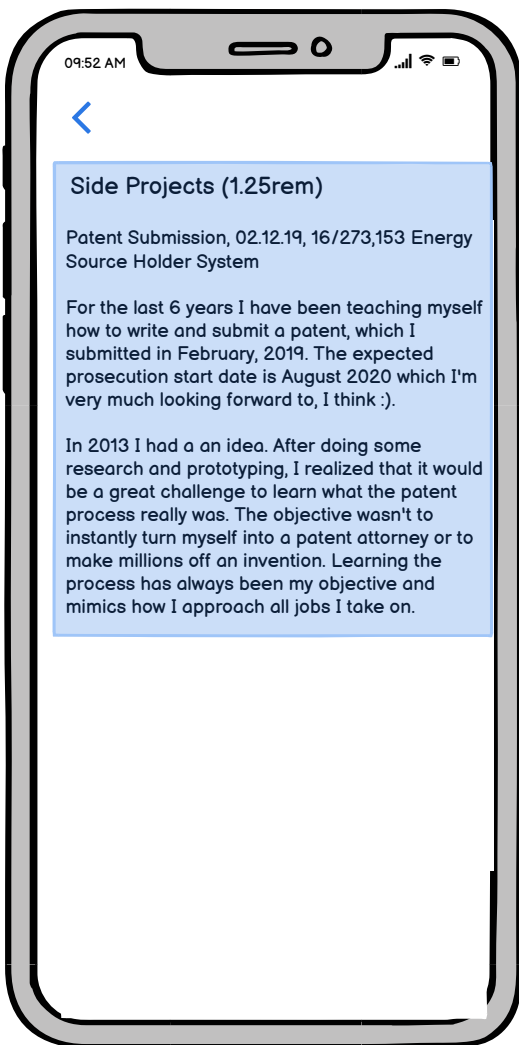 09:52 AM
Side Projects (1.25rem)
Patent Submission, 02.12.19, 16/273,153 Energy
Source Holder System
For the last 6 years I have been teaching myself
how to write and submit a patent, which I
submitted in February, 2019. The expected
prosecution start date is August 2020 which I'm
very much looking forward to, I think :).
In 2013 I had a an idea. After doing some
research and prototyping, I realized that it would
be a great challenge to learn what the patent
process really was. The objective wasn't to
instantly turn myself into a patent attorney or to
make millions off an invention. Learning the
process has always been my objective and
mimics how I approach all jobs I take on.